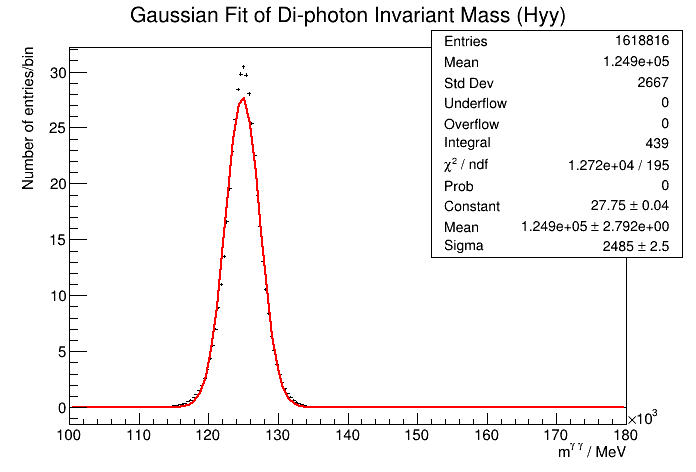 Gaussian Fit of Di-photon Invariant Mass (Hyy)
Entries 1618816
Mean 1.249e+05
Std Dev 2667
Underflow 0
Overflow 0
Integral 439
χ² / ndf 1.272e+04 / 195
Prob 0
Constant 27.75 ± 0.04
Mean 1.249e+05 ± 2.792e+00
Sigma 2485 ± 2.5
Number of entries/bin
30
25
20
15
10
5
0
100 110 120 130 140 150 160 170 180
×10³
m^γγ / MeV